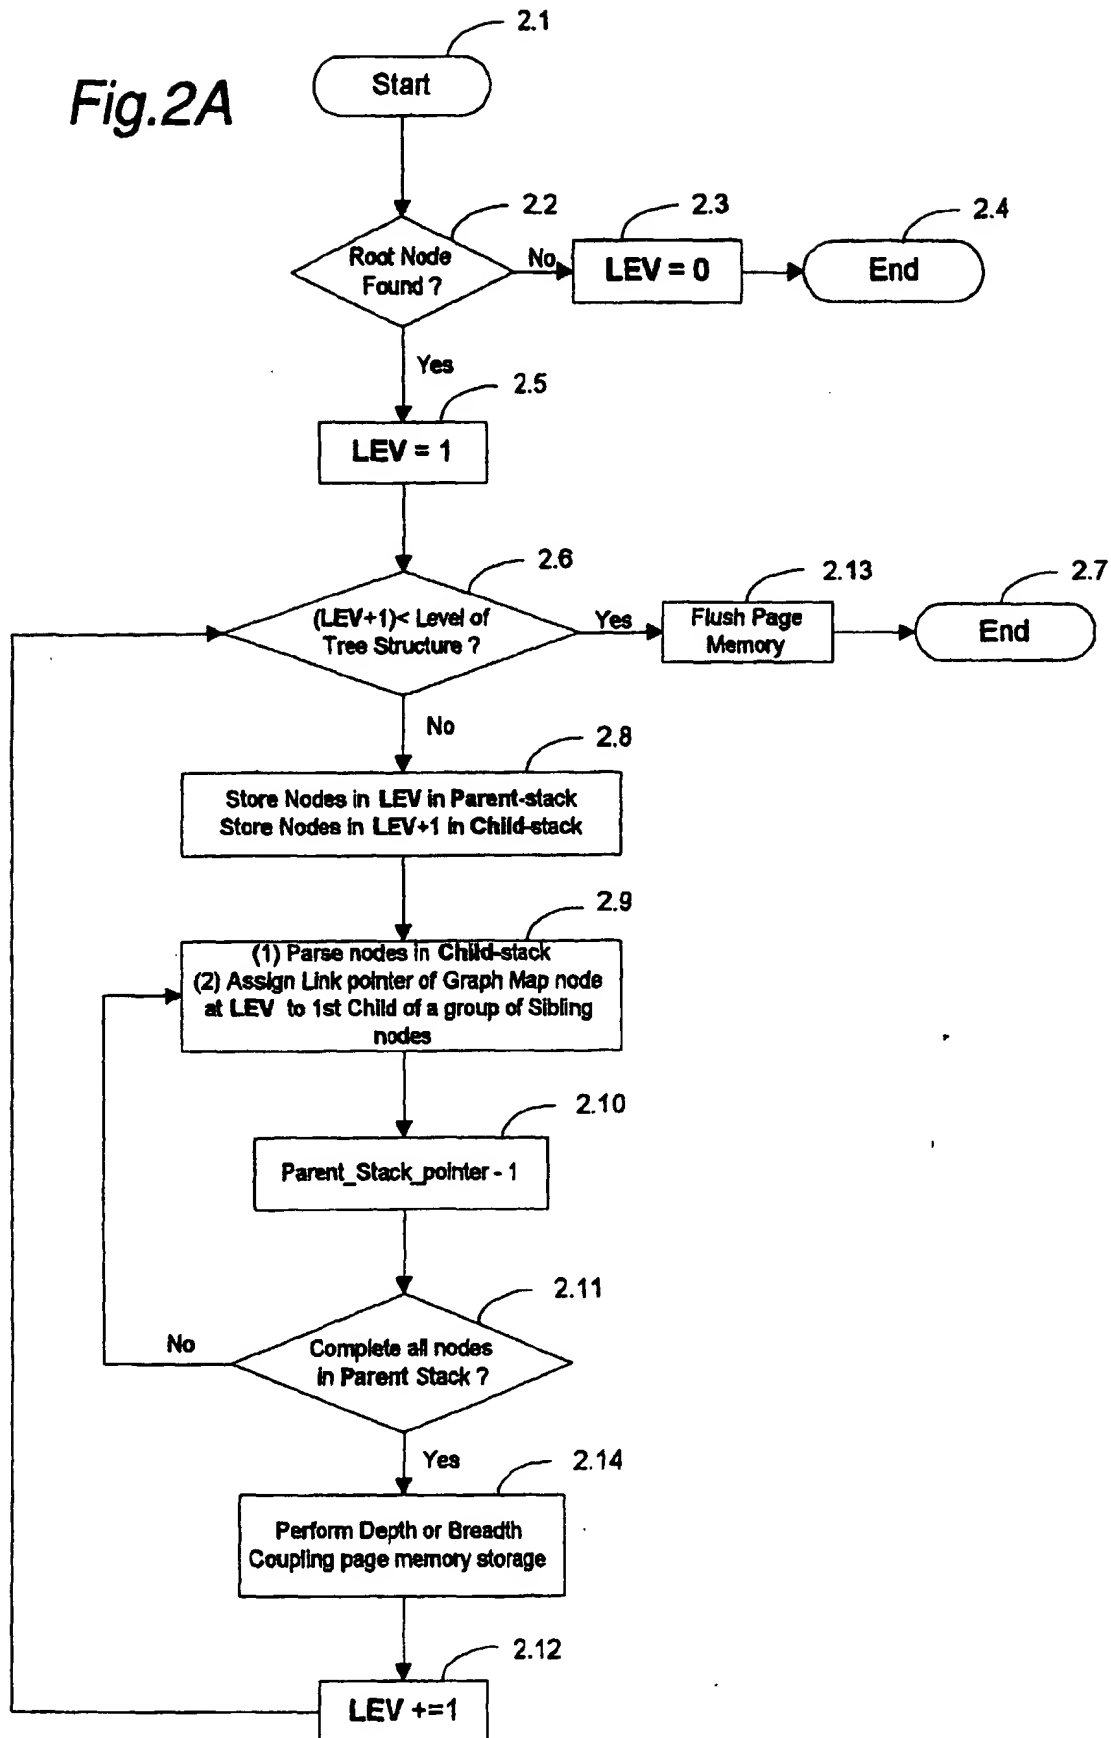 2.1
Fig.2A
Start
2.2
2.3
2.4
Root Node
Found ?
No
LEV = 0
End
Yes
2.5
LEV = 1
2.6
2.13
2.7
(LEV+1)< Level of
Tree Structure ?
Yes
Flush Page
Memory
End
No
2.8
Store Nodes in LEV in Parent-stack
Store Nodes in LEV+1 in Child-stack
2.9
(1) Parse nodes in Child-stack
(2) Assign Link pointer of Graph Map node
at LEV to 1st Child of a group of Sibling
nodes
2.10
Parent_Stack_pointer - 1
2.11
No
Complete all nodes
in Parent Stack ?
Yes
2.14
Perform Depth or Breadth
Coupling page memory storage
2.12
LEV +=1